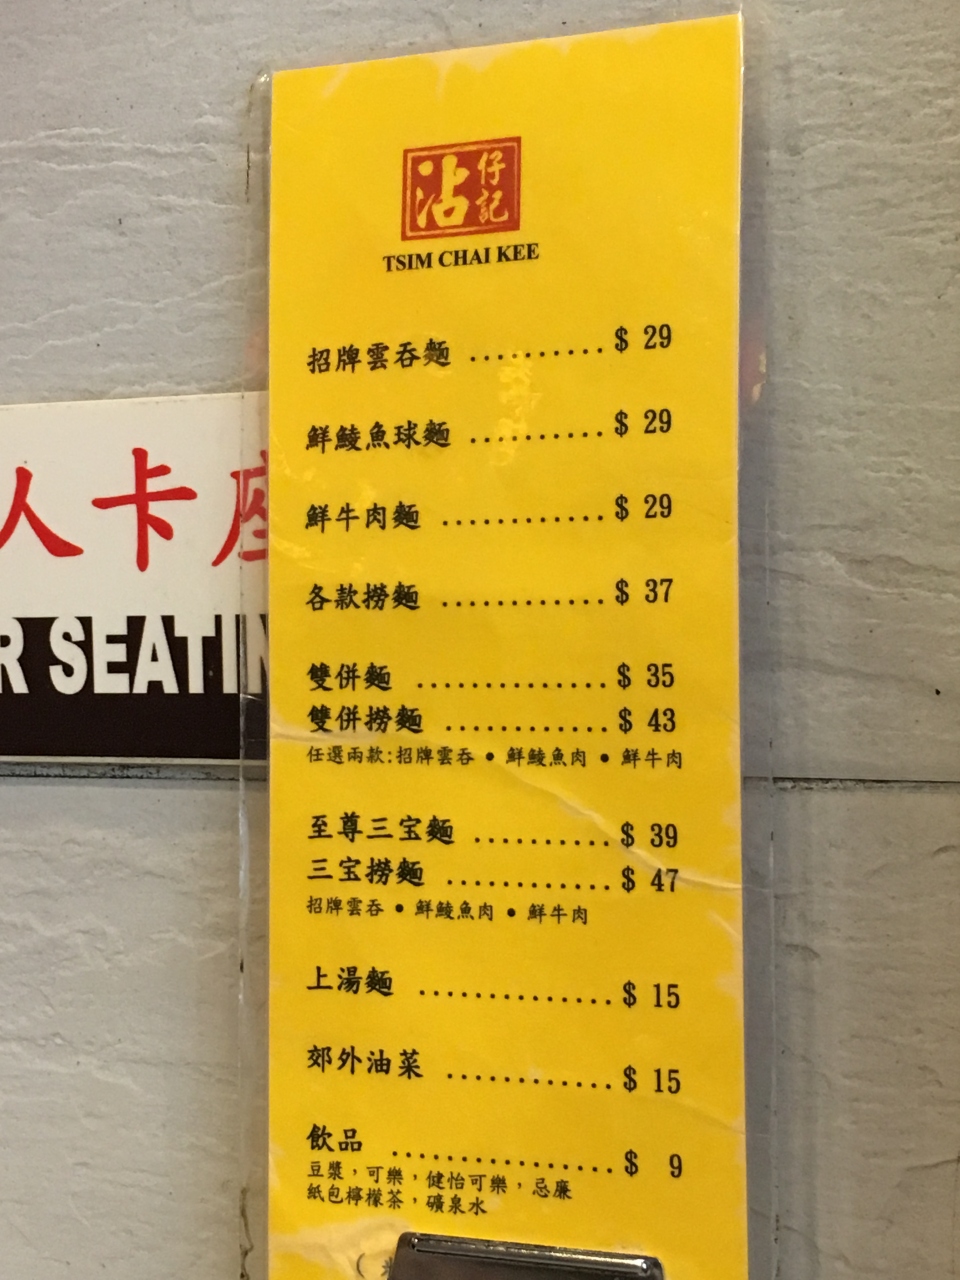 沾仔記
TSIM CHAI KEE
招牌雲吞麵 .......... $ 29
鮮鯪魚球麵 .......... $ 29
鮮牛肉麵 ............ $ 29
各款撈麵 ............ $ 37
雙併麵 .............. $ 35
雙併撈麵 ............ $ 43
任選兩款:招牌雲吞 • 鮮鯪魚肉 • 鮮牛肉
至尊三宝麵 .......... $ 39
三宝撈麵 ............ $ 47
招牌雲吞 • 鮮鯪魚肉 • 鮮牛肉
上湯麵 .............. $ 15
郊外油菜 ............ $ 15
飲品 ................ $ 9
豆漿，可樂，健怡可樂，忌廉
紙包檸檬茶，礦泉水
人卡座
R SEATIN